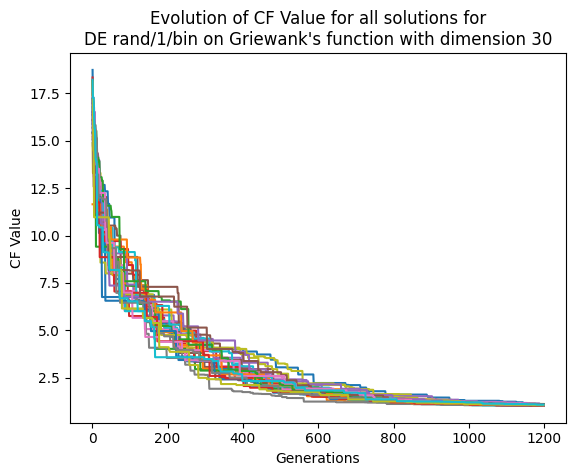 Evolution of CF Value for all solutions for
DE rand/1/bin on Griewank's function with dimension 30
17.5
15.0
12.5
10.0
7.5
5.0
2.5
CF Value
0 200 400 600 800 1000 1200
Generations